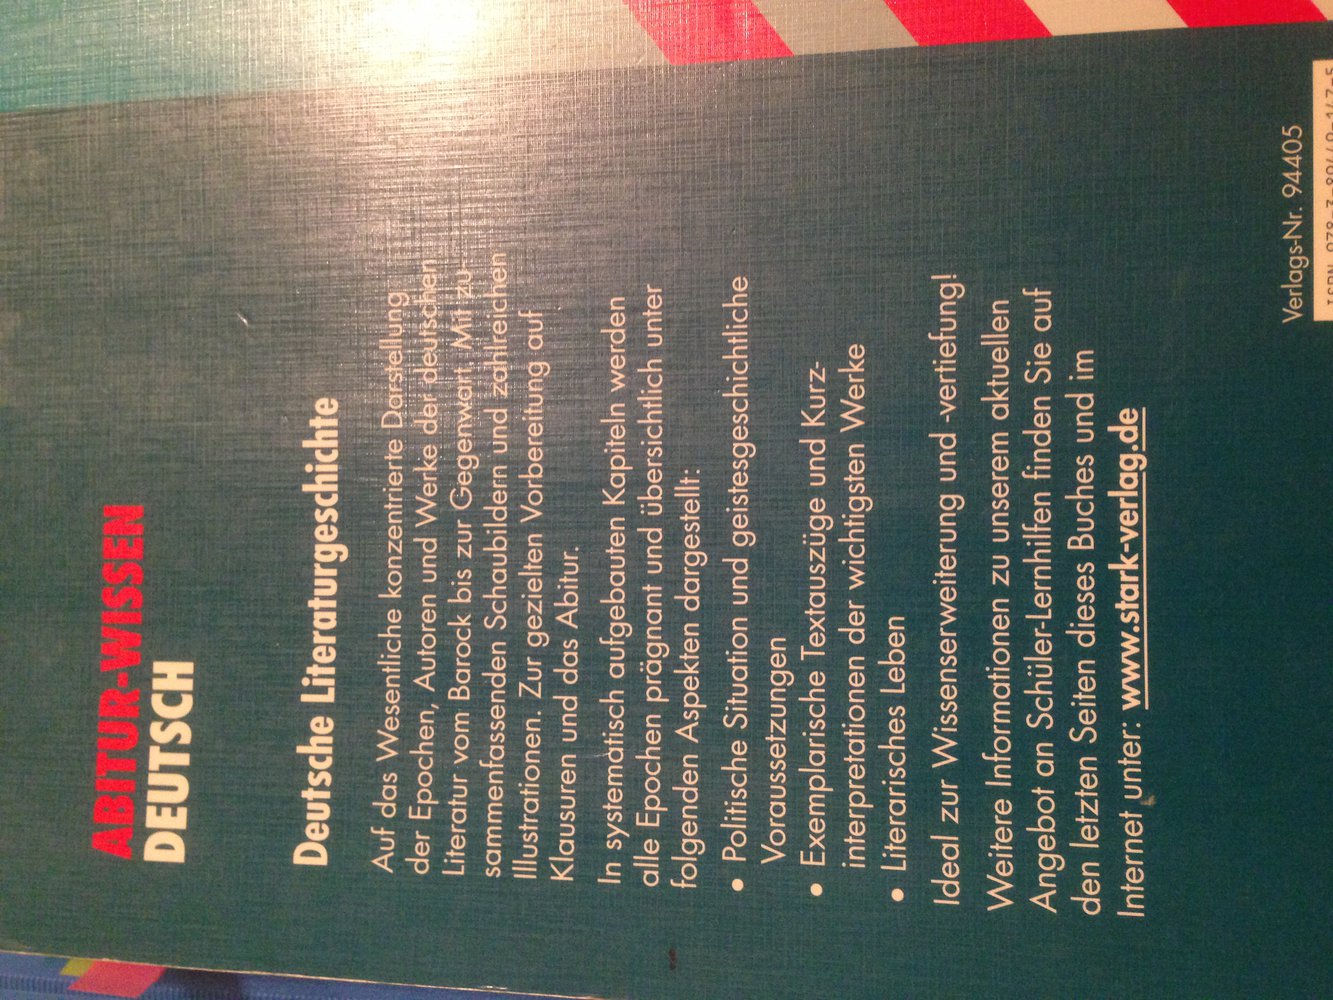 ABITUR-WISSEN
DEUTSCH
Deutsche Literaturgeschichte
Auf das Wesentliche konzentrierte Darstellung
der Epochen, Autoren und Werke der deutschen
Literatur vom Barock bis zur Gegenwart. Mit zu-
sammenfassenden Schaubildern und zahlreichen
Illustrationen. Zur gezielten Vorbereitung auf
Klausuren und das Abitur.
In systematisch aufgebauten Kapiteln werden
alle Epochen prägnant und übersichtlich unter
folgenden Aspekten dargestellt:
• Politische Situation und geistesgeschichtliche
Voraussetzungen
• Exemplarische Textauszüge und Kurz-
interpretationen der wichtigsten Werke
• Literarisches Leben
Ideal zur Wissenserweiterung und -vertiefung!
Weitere Informationen zu unserem aktuellen
Angebot an Schüler-Lernhilfen finden Sie auf
den letzten Seiten dieses Buches und im
Internet unter: www.stark-verlag.de
Verlags-Nr. 94405